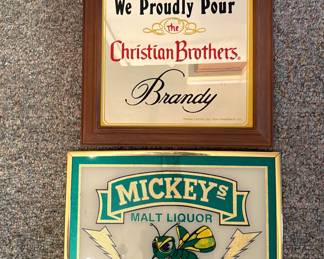 We Proudly Pour
the
Christian Brothers®
Brandy
MICKEY's
MALT LIQUOR